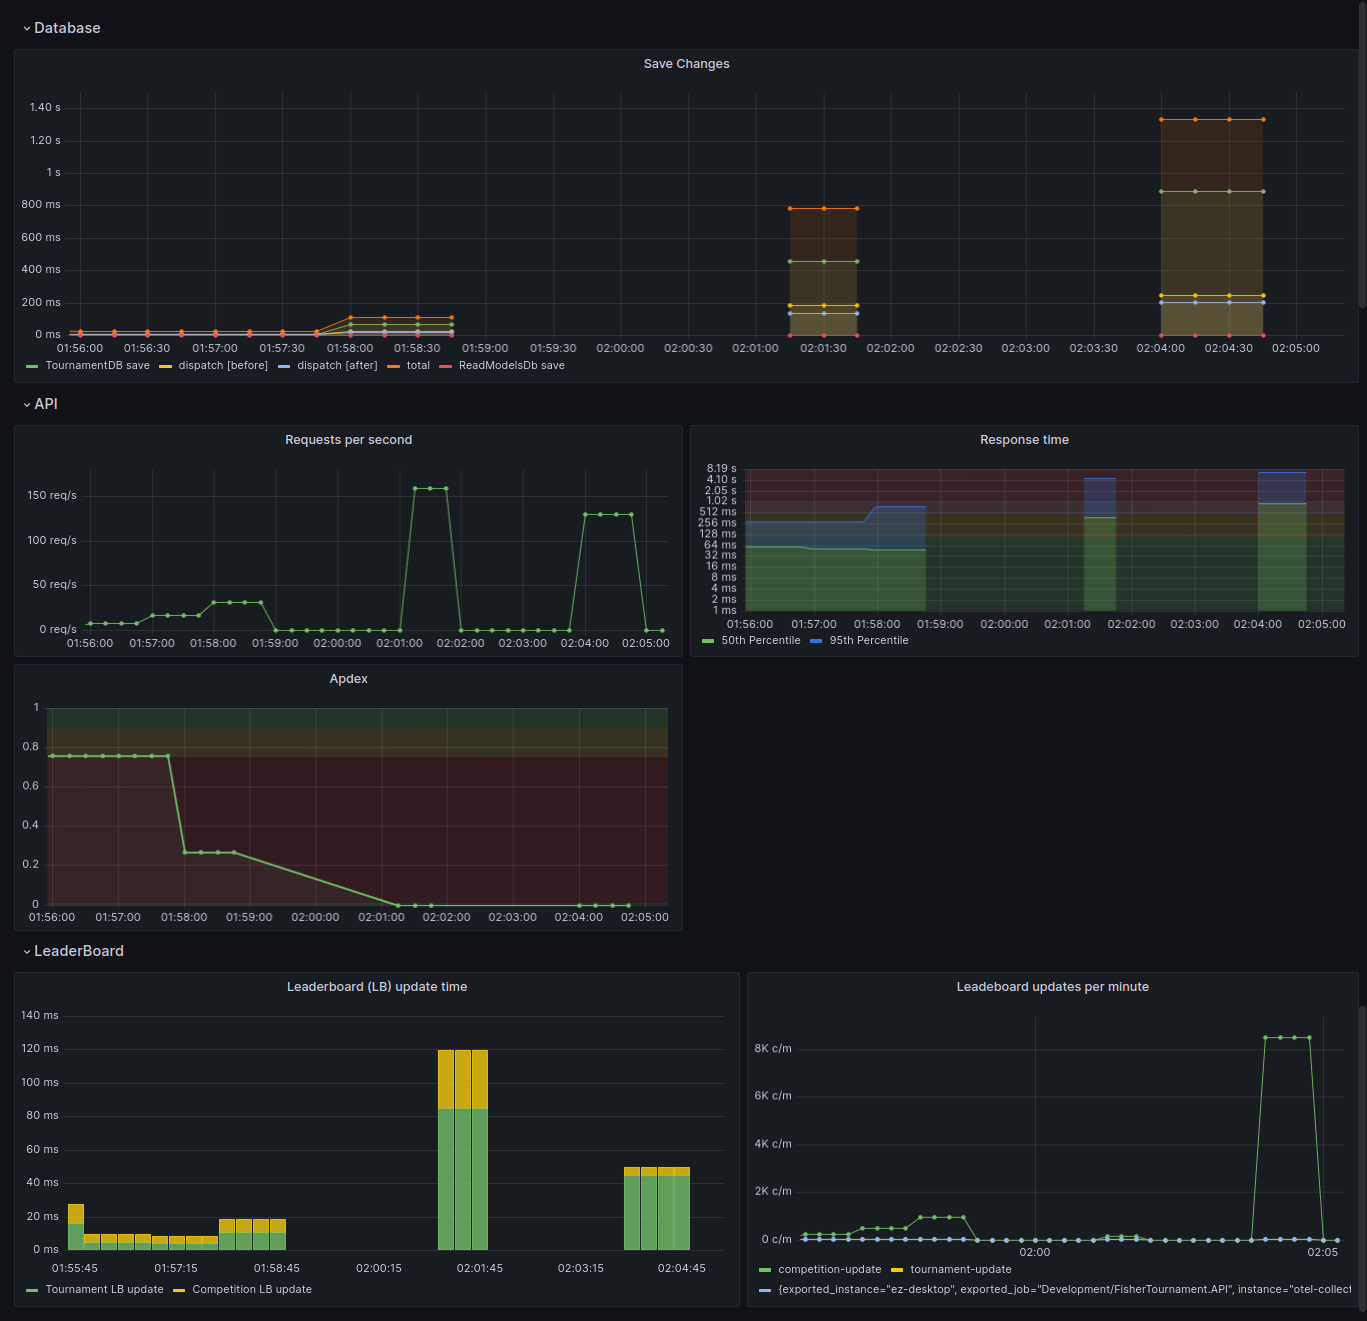 Database
Save Changes
1.40 s
1.20 s
1 s
800 ms
600 ms
400 ms
200 ms
0 ms
01:56:00 01:56:30 01:57:00 01:57:30 01:58:00 01:58:30 01:59:00 01:59:30 02:00:00 02:00:30 02:01:00 02:01:30 02:02:00 02:02:30 02:03:00 02:03:30 02:04:00 02:04:30 02:05:00
TournamentDB save dispatch [before] dispatch [after] total ReadModelsDb save
API
Requests per second
150 req/s
100 req/s
50 req/s
0 req/s
01:56:00 01:57:00 01:58:00 01:59:00 02:00:00 02:01:00 02:02:00 02:03:00 02:04:00 02:05:00
Response time
8.19 s
4.10 s
2.05 s
1.02 s
512 ms
256 ms
128 ms
64 ms
32 ms
16 ms
8 ms
4 ms
2 ms
1 ms
01:56:00 01:57:00 01:58:00 01:59:00 02:00:00 02:01:00 02:02:00 02:03:00 02:04:00 02:05:00
50th Percentile 95th Percentile
Apdex
1
0.8
0.6
0.4
0.2
0
01:56:00 01:57:00 01:58:00 01:59:00 02:00:00 02:01:00 02:02:00 02:03:00 02:04:00 02:05:00
LeaderBoard
Leaderboard (LB) update time
140 ms
120 ms
100 ms
80 ms
60 ms
40 ms
20 ms
0 ms
01:55:45 01:57:15 01:58:45 02:00:15 02:01:45 02:03:15 02:04:45
Tournament LB update Competition LB update
Leadeboard updates per minute
8K c/m
6K c/m
4K c/m
2K c/m
0 c/m
02:00 02:05
competition-update tournament-update
{exported_instance="ez-desktop", exported_job="Development/FisherTournament.API", instance="otel-collect